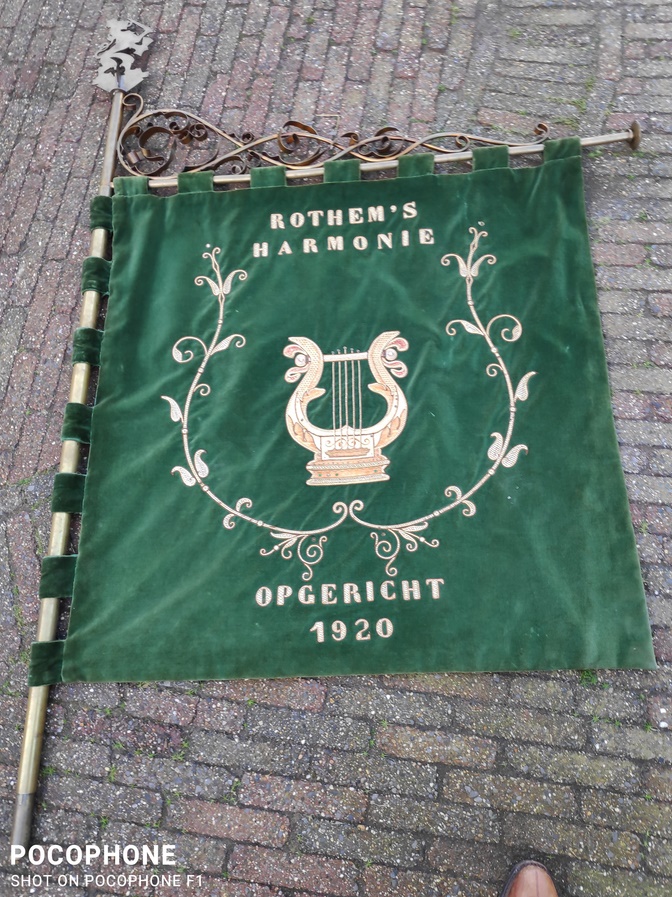 ROTHEM'S
HARMONIE
OPGERICHT
1920
POCOPHONE
SHOT ON POCOPHONE F1